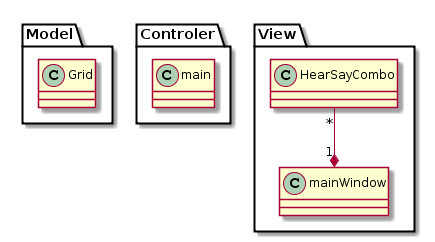 Model
C Grid
Controler
C main
View
C HearSayCombo
*
1
C mainWindow